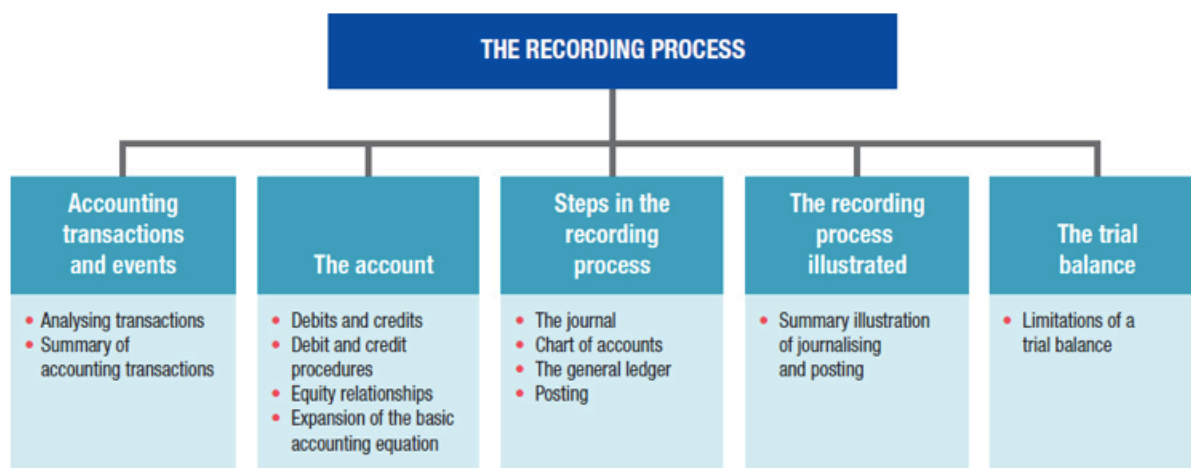 THE RECORDING PROCESS
Accounting
transactions
and events
• Analysing transactions
• Summary of
accounting transactions
The account
• Debits and credits
• Debit and credit
procedures
• Equity relationships
• Expansion of the basic
accounting equation
Steps in the
recording
process
• The journal
• Chart of accounts
• The general ledger
• Posting
The recording
process
illustrated
• Summary illustration
of journalising
and posting
The trial
balance
• Limitations of a
trial balance